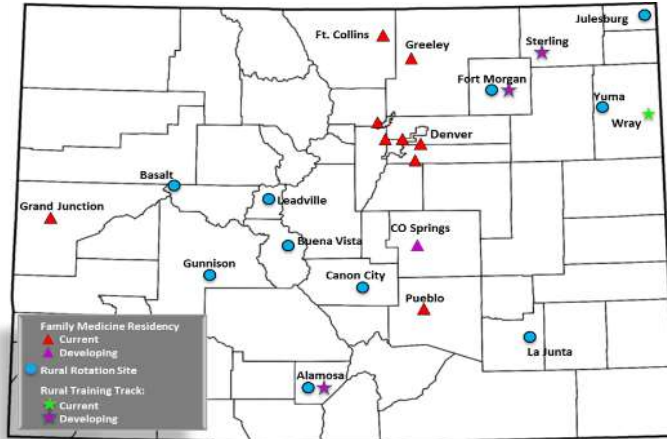 Julesburg
Ft. Collins
Greeley
Sterling
Fort Morgan
Yuma
Wray
Denver
Basalt
Leadville
Grand Junction
CO Springs
Buena Vista
Gunnison
Canon City
Pueblo
La Junta
Alamosa
Family Medicine Residency
Current
Developing
Rural Rotation Site
Rural Training Track:
Current
Developing